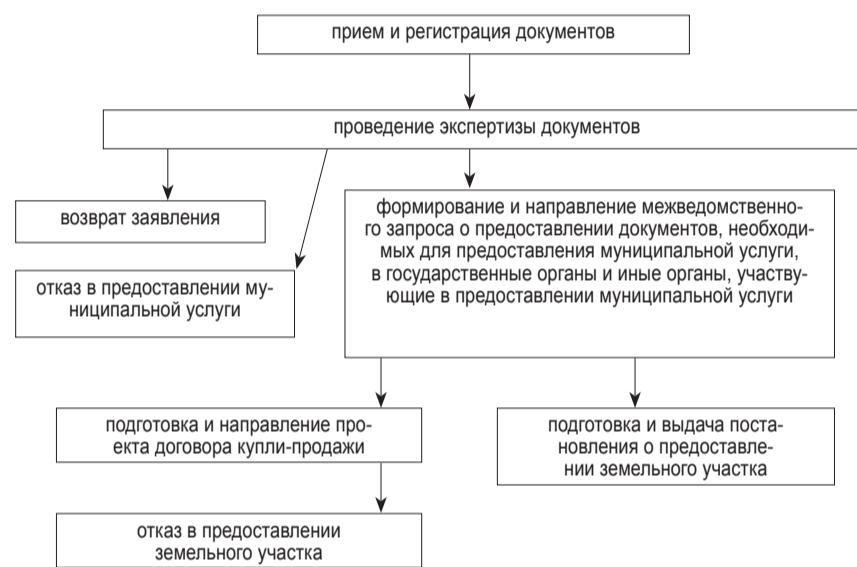 прием и регистрация документов
проведение экспертизы документов
возврат заявления
формирование и направление межведомственно-
го запроса о предоставлении документов, необходи-
мых для предоставления муниципальной услуги,
в государственные органы и иные органы, участву-
ющие в предоставлении муниципальной услуги
отказ в предоставлении му-
ниципальной услуги
подготовка и направление про-
екта договора купли-продажи
подготовка и выдача поста-
новления о предоставле-
нии земельного участка
отказ в предоставлении
земельного участка